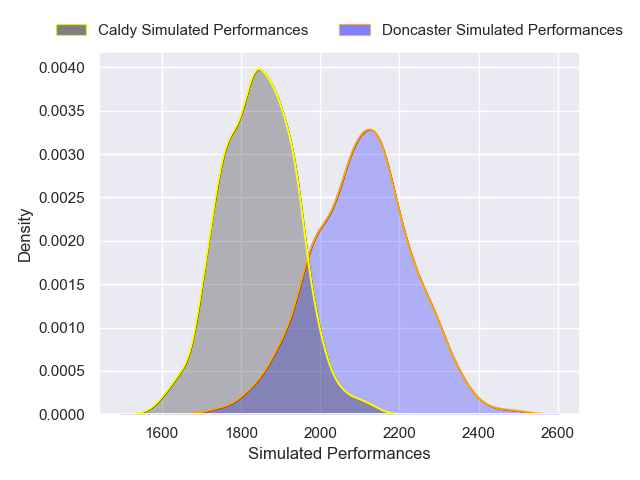 Caldy Simulated Performances Doncaster Simulated Performances
0.0040
0.0035
0.0030
0.0025
0.0020
0.0015
0.0010
0.0005
0.0000
Density
1600 1800 2000 2200 2400 2600
Simulated Performances